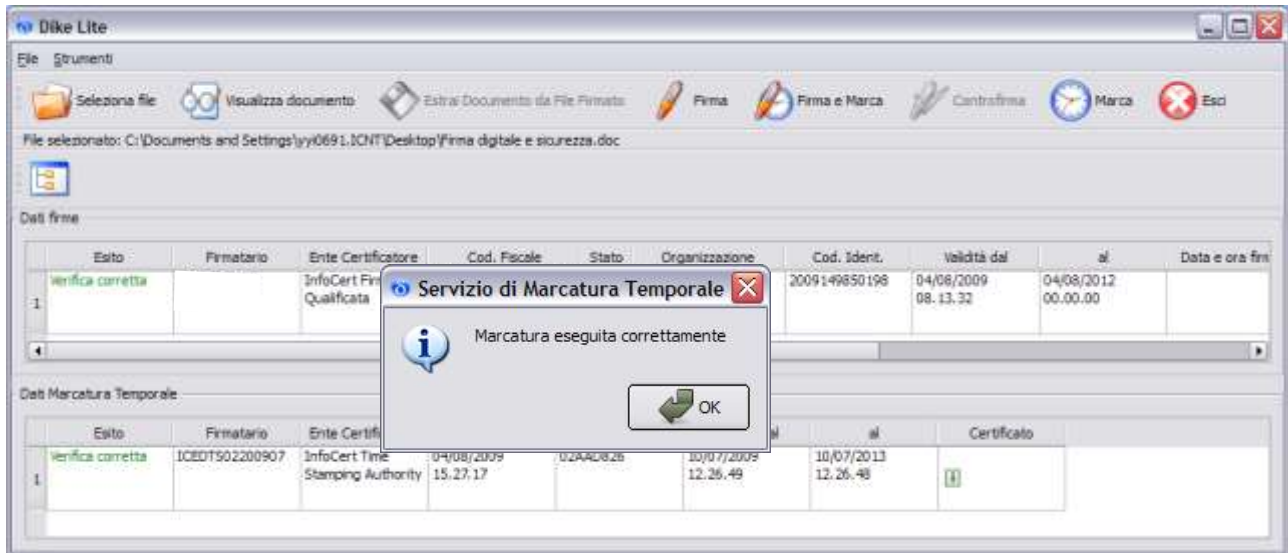 Dike Lite
File Strumenti
Seleziona file Visualizza documento Estrai Documento da File Firmato Firma Firma e Marca Controfirma Marca Esci
File selezionato: C:\Documents and Settings\yyi0691.ICNT\Desktop\Firma digitale e sicurezza.doc
Dati firme
Esito Firmatario Ente Certificatore Cod. Fiscale Stato Organizzazione Cod. Ident. Validità dal al Data e ora firm
1 Verifica corretta InfoCert Firm 2009149850198 04/08/2009 04/08/2012
Qualificata 08.13.32 00.00.00
Servizio di Marcatura Temporale
Marcatura eseguita correttamente
OK
Dati Marcatura Temporale
Esito Firmatario Ente Certifi al al Certificato
1 Verifica corretta ICEDTS02200907 InfoCert Time 04/08/2009 02AAD826 10/07/2009 10/07/2013
Stamping Authority 15.27.17 12.26.49 12.26.48